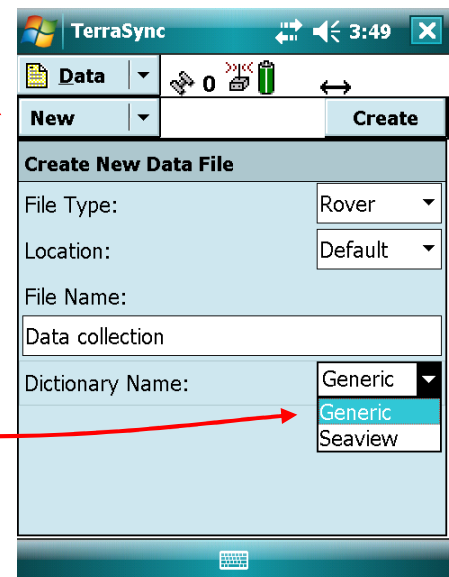 TerraSync 3:49
Data 0
New Create
Create New Data File
File Type: Rover
Location: Default
File Name:
Data collection
Dictionary Name: Generic
Generic
Seaview